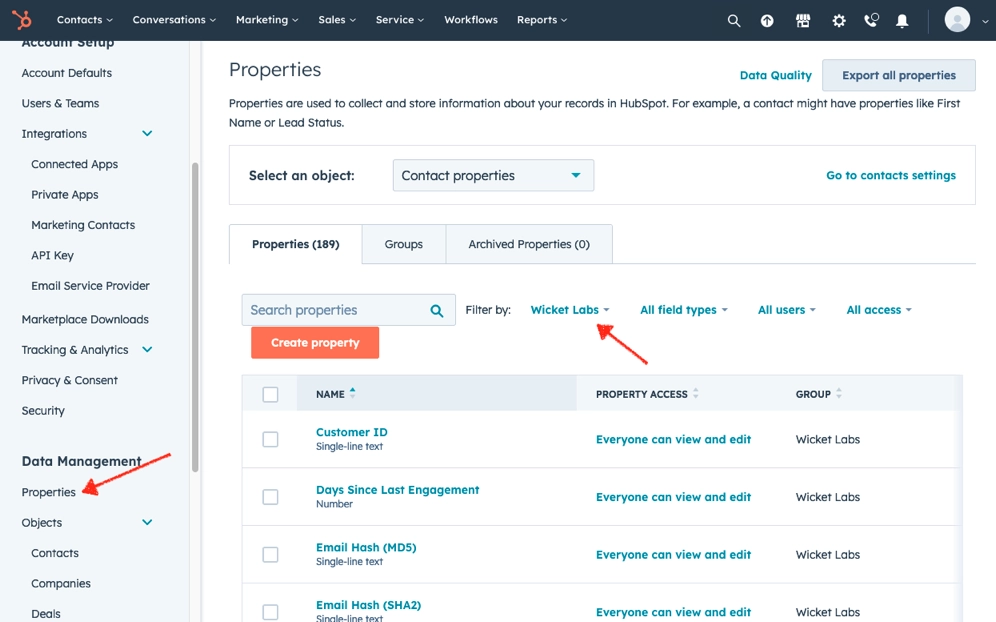 Contacts Conversations Marketing Sales Service Workflows Reports
Account Setup
Account Defaults
Users & Teams
Integrations
Connected Apps
Private Apps
Marketing Contacts
API Key
Email Service Provider
Marketplace Downloads
Tracking & Analytics
Privacy & Consent
Security
Data Management
Properties
Objects
Contacts
Companies
Deals
Properties
Data Quality Export all properties
Properties are used to collect and store information about your records in HubSpot. For example, a contact might have properties like First
Name or Lead Status.
Select an object: Contact properties Go to contacts settings
Properties (189) Groups Archived Properties (0)
Search properties Filter by: Wicket Labs All field types All users All access
Create property
NAME PROPERTY ACCESS GROUP
Customer ID
Single-line text
Everyone can view and edit Wicket Labs
Days Since Last Engagement
Number
Everyone can view and edit Wicket Labs
Email Hash (MD5)
Single-line text
Everyone can view and edit Wicket Labs
Email Hash (SHA2)
Single-line text
Everyone can view and edit Wicket Labs